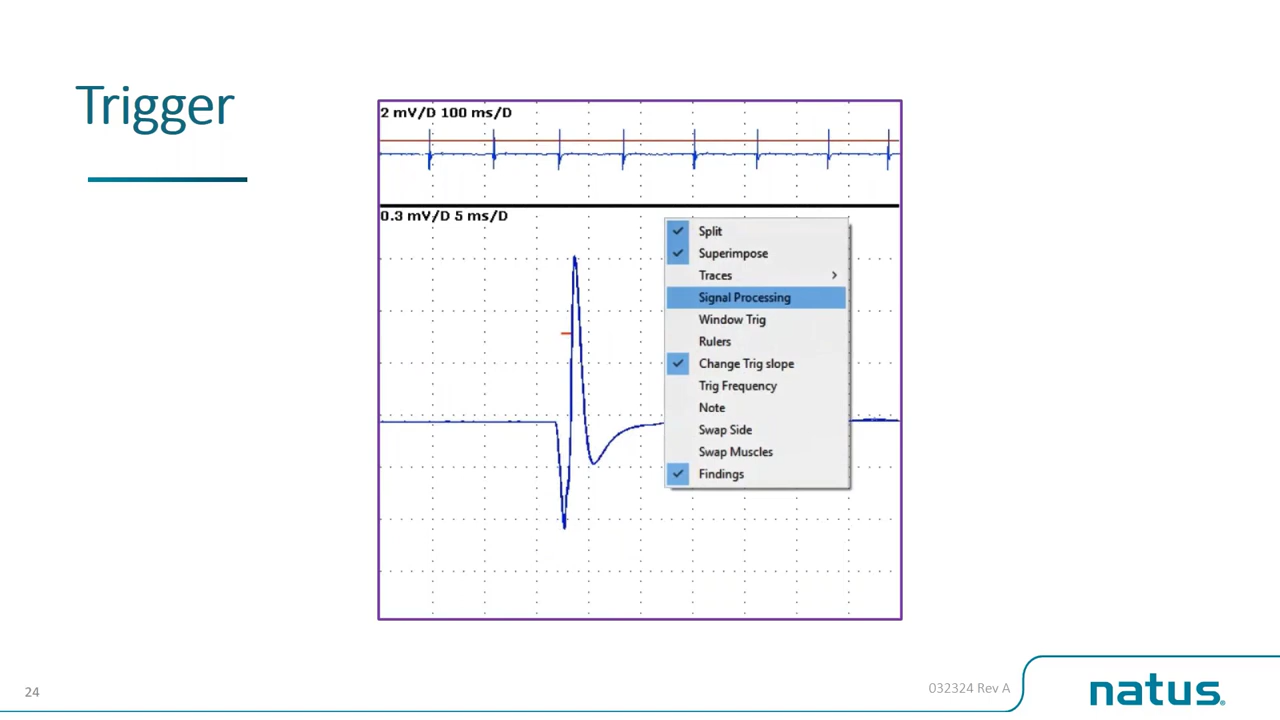 Trigger
2 mV/D 100 ms/D
0.3 mV/D 5 ms/D
Split
Superimpose
Traces
Signal Processing
Window Trig
Rulers
Change Trig slope
Trig Frequency
Note
Swap Side
Swap Muscles
Findings
24
032324 Rev A
natus®